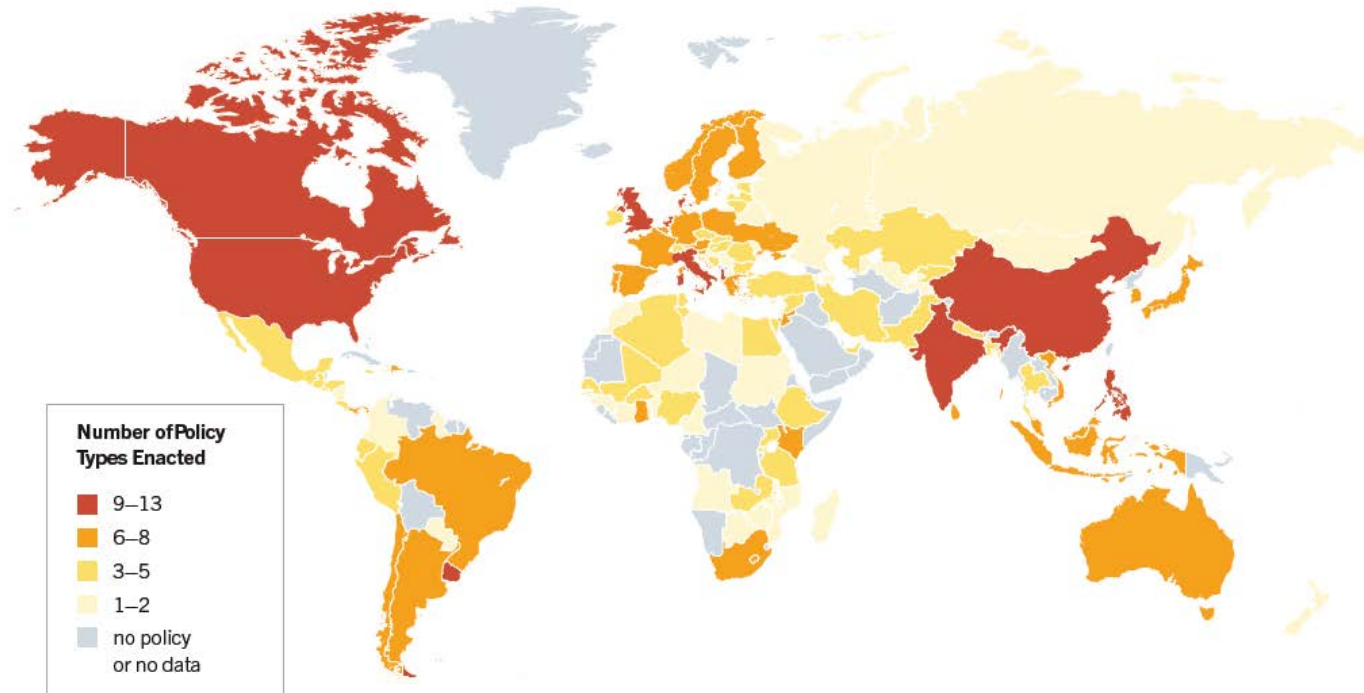 Number of Policy
Types Enacted
9–13
6–8
3–5
1–2
no policy
or no data